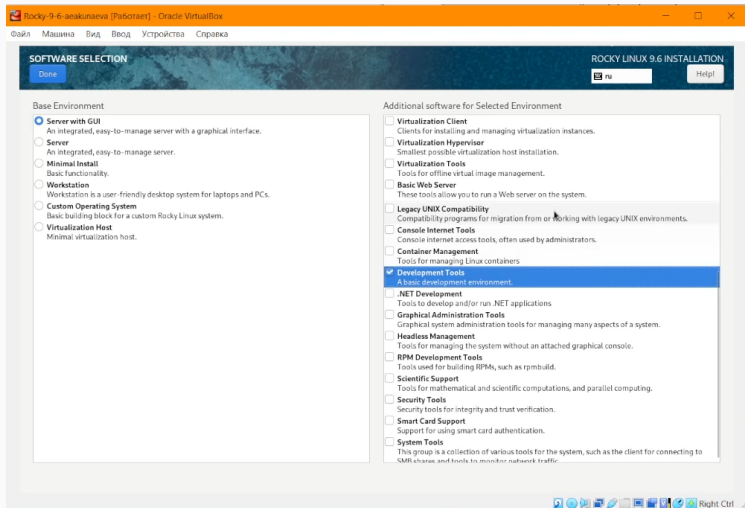 Rocky-9-6-aeakunaeva [Работает] - Oracle VirtualBox
Файл Машина Вид Ввод Устройства Справка
SOFTWARE SELECTION
ROCKY LINUX 9.6 INSTALLATION
Done
ru
Help!
Base Environment
Server with GUI
An integrated, easy-to-manage server with a graphical interface.
Server
An integrated, easy-to-manage server.
Minimal Install
Basic functionality.
Workstation
Workstation is a user-friendly desktop system for laptops and PCs.
Custom Operating System
Basic building block for a custom Rocky Linux system.
Virtualization Host
Minimal virtualization host.
Additional software for Selected Environment
Virtualization Client
Clients for installing and managing virtualization instances.
Virtualization Hypervisor
Smallest possible virtualization host installation.
Virtualization Tools
Tools for offline virtual image management.
Basic Web Server
These tools allow you to run a Web server on the system.
Legacy UNIX Compatibility
Compatibility programs for migration from or working with legacy UNIX environments.
Console Internet Tools
Console internet access tools, often used by administrators.
Container Management
Tools for managing Linux containers
Development Tools
A basic development environment.
.NET Development
Tools to develop and/or run .NET applications
Graphical Administration Tools
Graphical system administration tools for managing many aspects of a system.
Headless Management
Tools for managing the system without an attached graphical console.
RPM Development Tools
Tools used for building RPMs, such as rpmbuild.
Scientific Support
Tools for mathematical and scientific computations, and parallel computing.
Security Tools
Security tools for integrity and trust verification.
Smart Card Support
Support for using smart card authentication.
System Tools
This group is a collection of various tools for the system, such as the client for connecting to
SMB shares and tools to monitor network traffic.
Right Ctrl